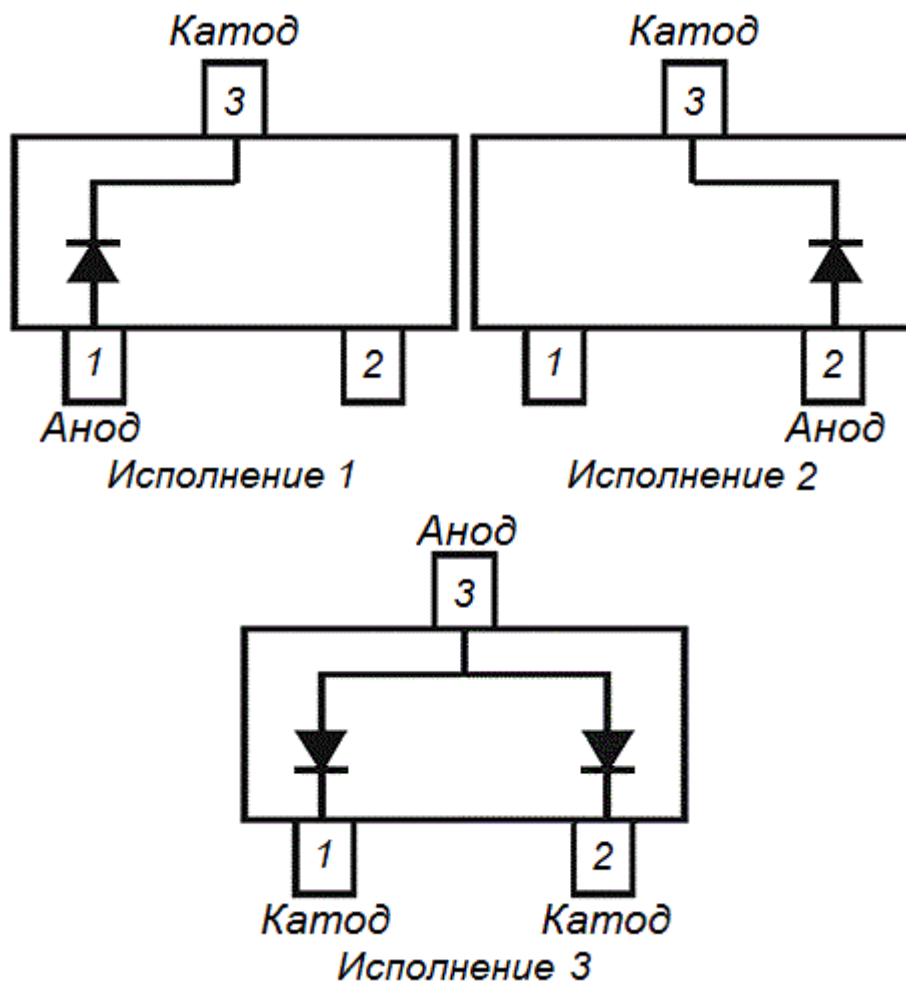 Катод Катод
3 3
1 2 1 2
Анод Анод
Исполнение 1 Исполнение 2
Анод
3
1 2
Катод Катод
Исполнение 3